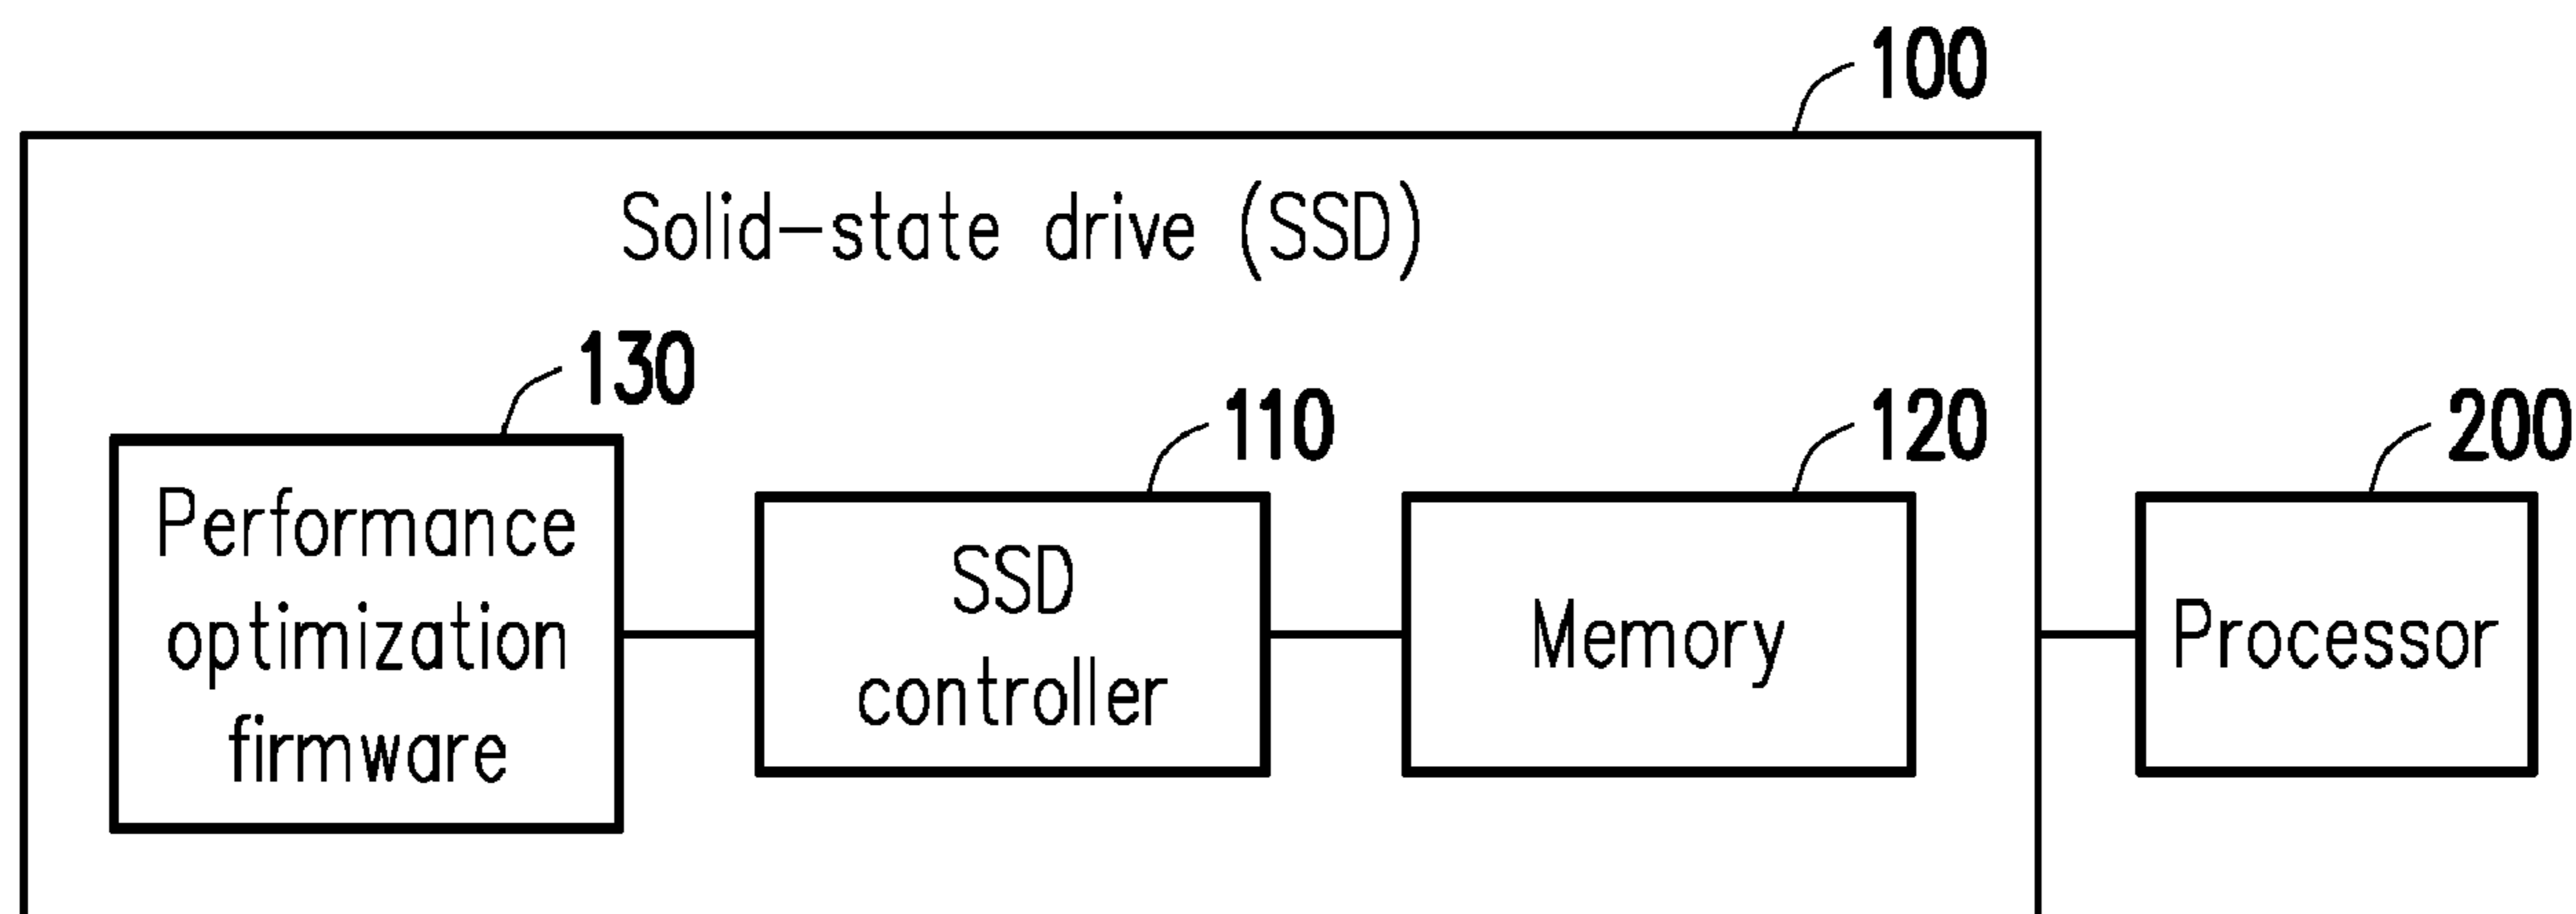 100
Solid-state drive (SSD)
130
110
120
200
Performance
optimization
firmware
SSD
controller
Memory
Processor